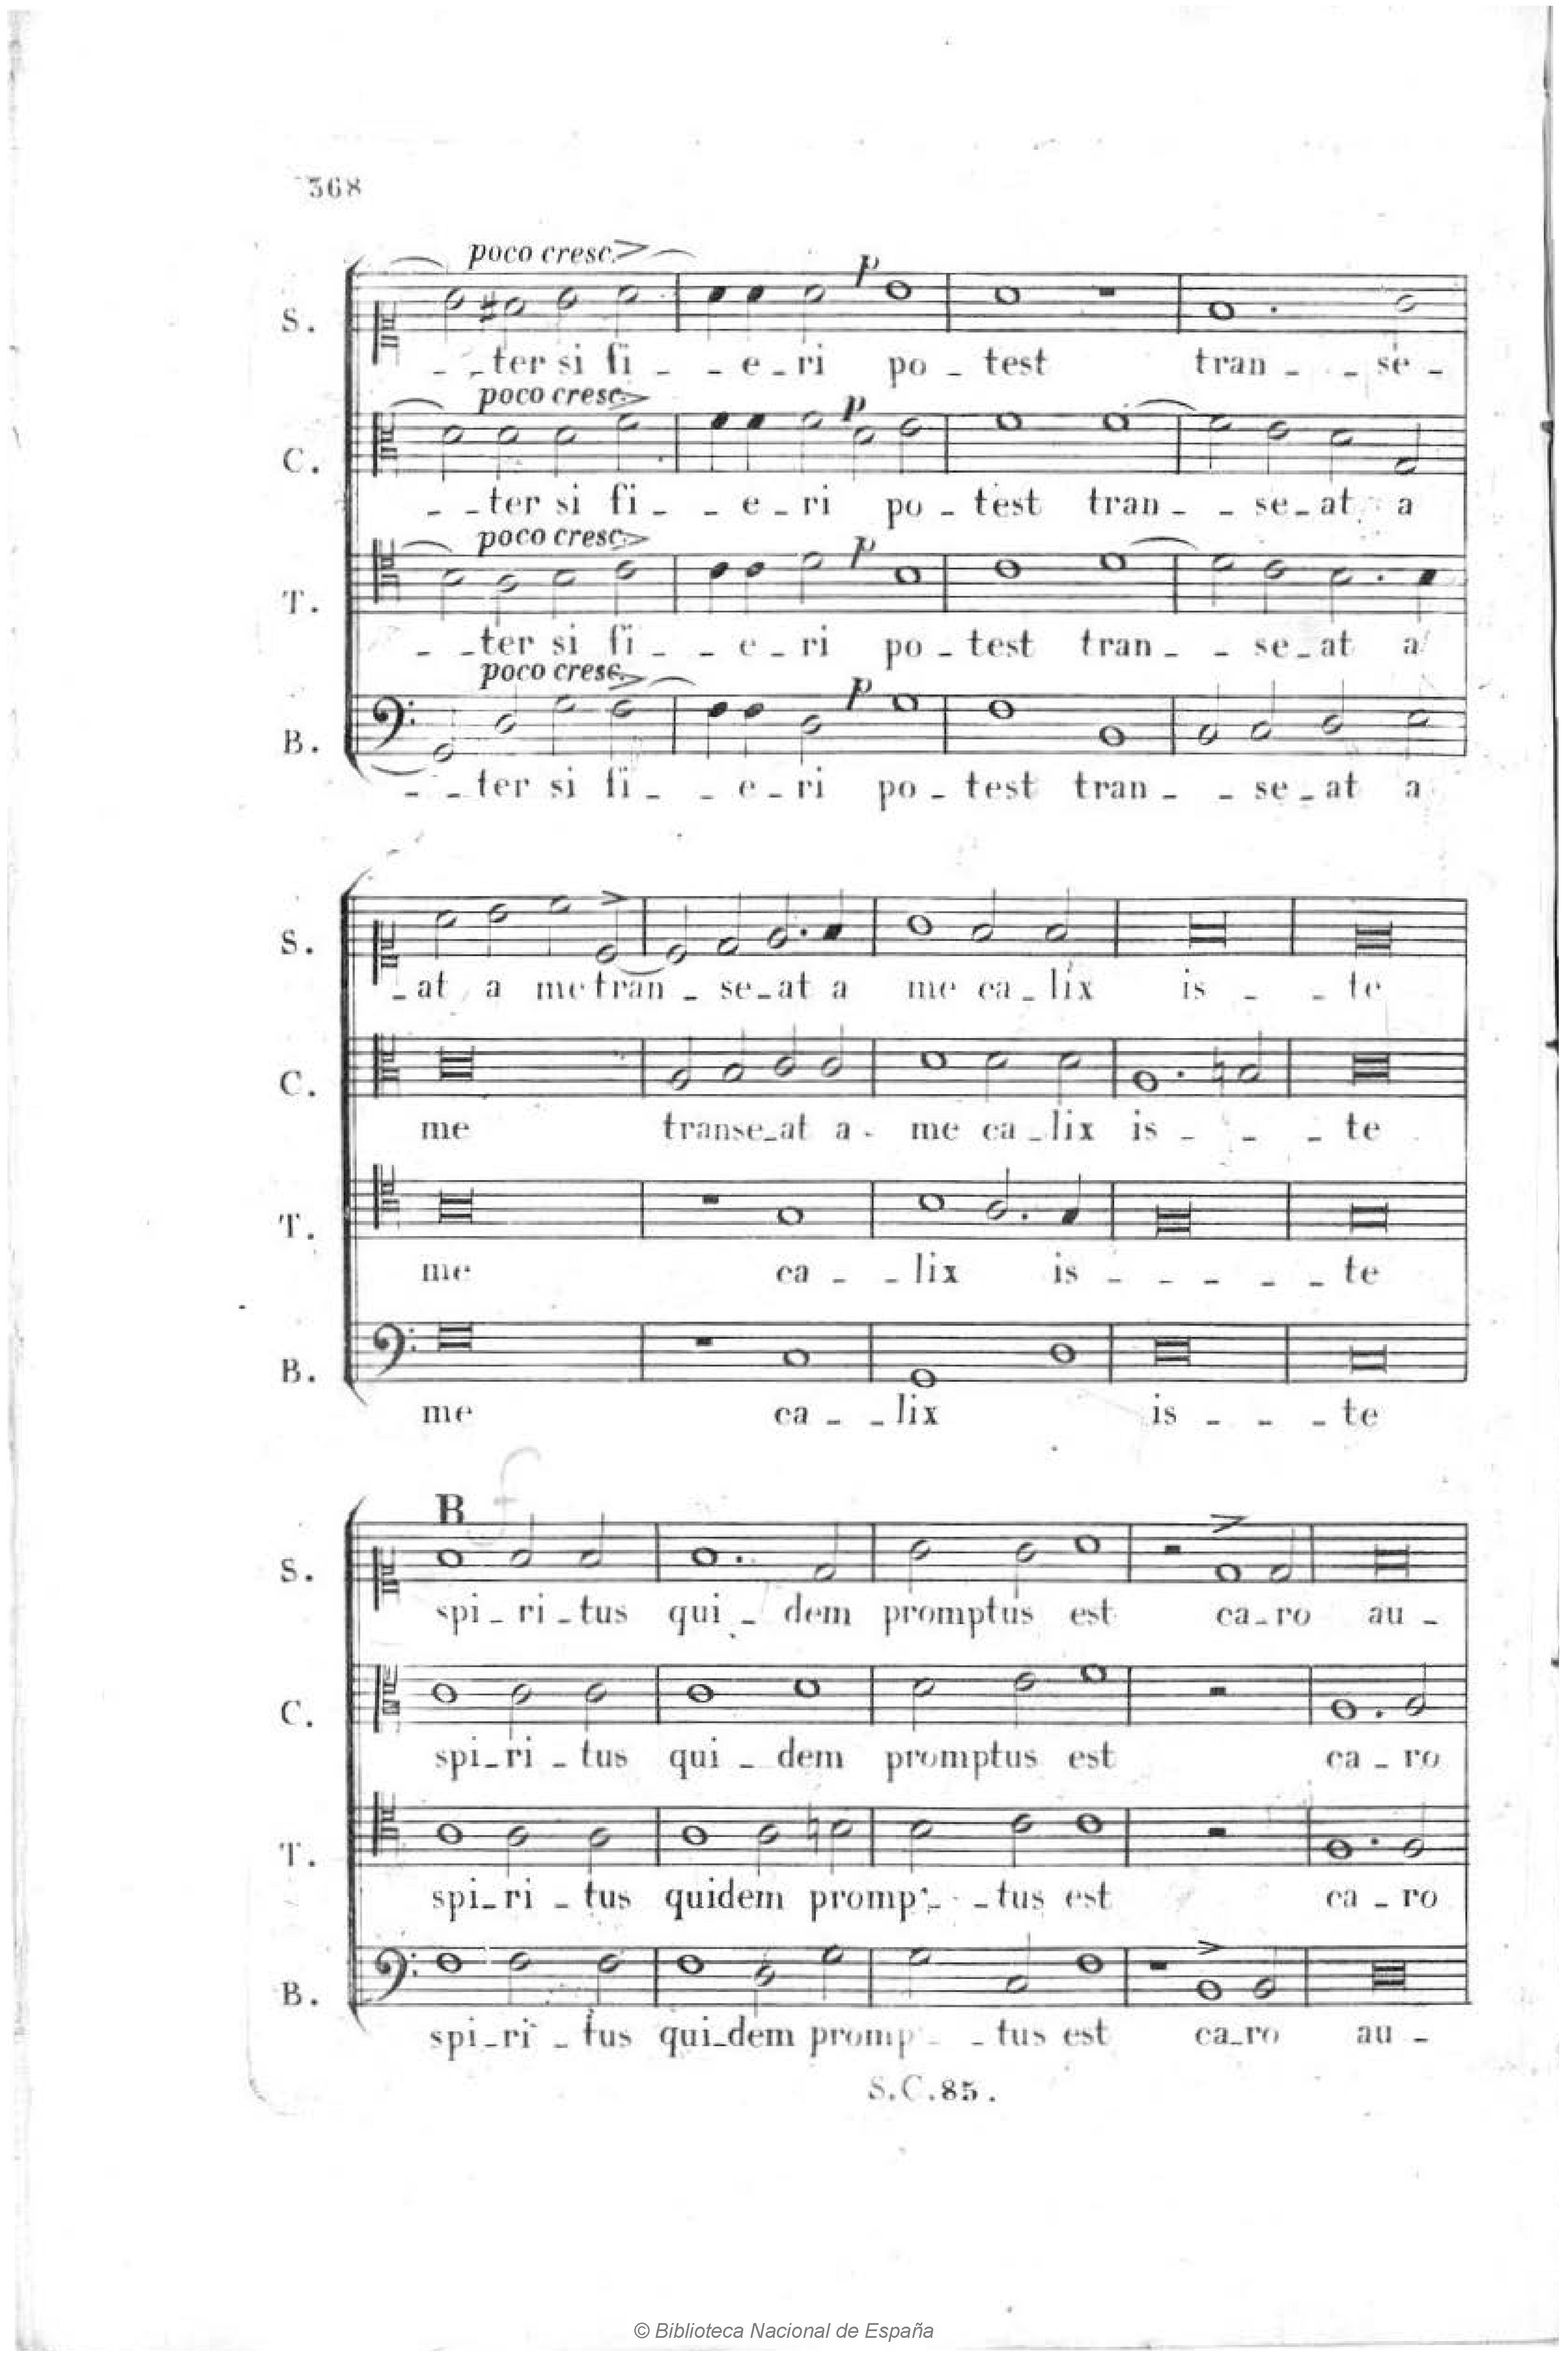 368
poco cresc.
S.
- - ter si fi - - e - ri po - test tran - - se -
poco cresc.
p
C.
- - ter si fi - - e - ri po - test tran - - se - at a
poco cresc.
p
T.
- - ter si fi - - e - ri po - test tran - - se - at a
poco cresc.
p
B.
- - ter si fi - - e - ri po - test tran - - se - at a
S.
- at a me tran - se - at a me ca - lix is - - te
C.
me transe - at a - me ca - lix is - - - te
T.
me ca - - lix is - - - - - te
B.
me ca - - lix is - - - te
B f
S.
spi - ri - tus qui - dem promptus est ca - ro au -
C.
spi - ri - tus qui - dem promptus est ca - ro
T.
spi - ri - tus quidem promp - - tus est ca - ro
B.
spi - ri - tus qui - dem promp - - tus est ca - ro au -
S.C.85.
© Biblioteca Nacional de España